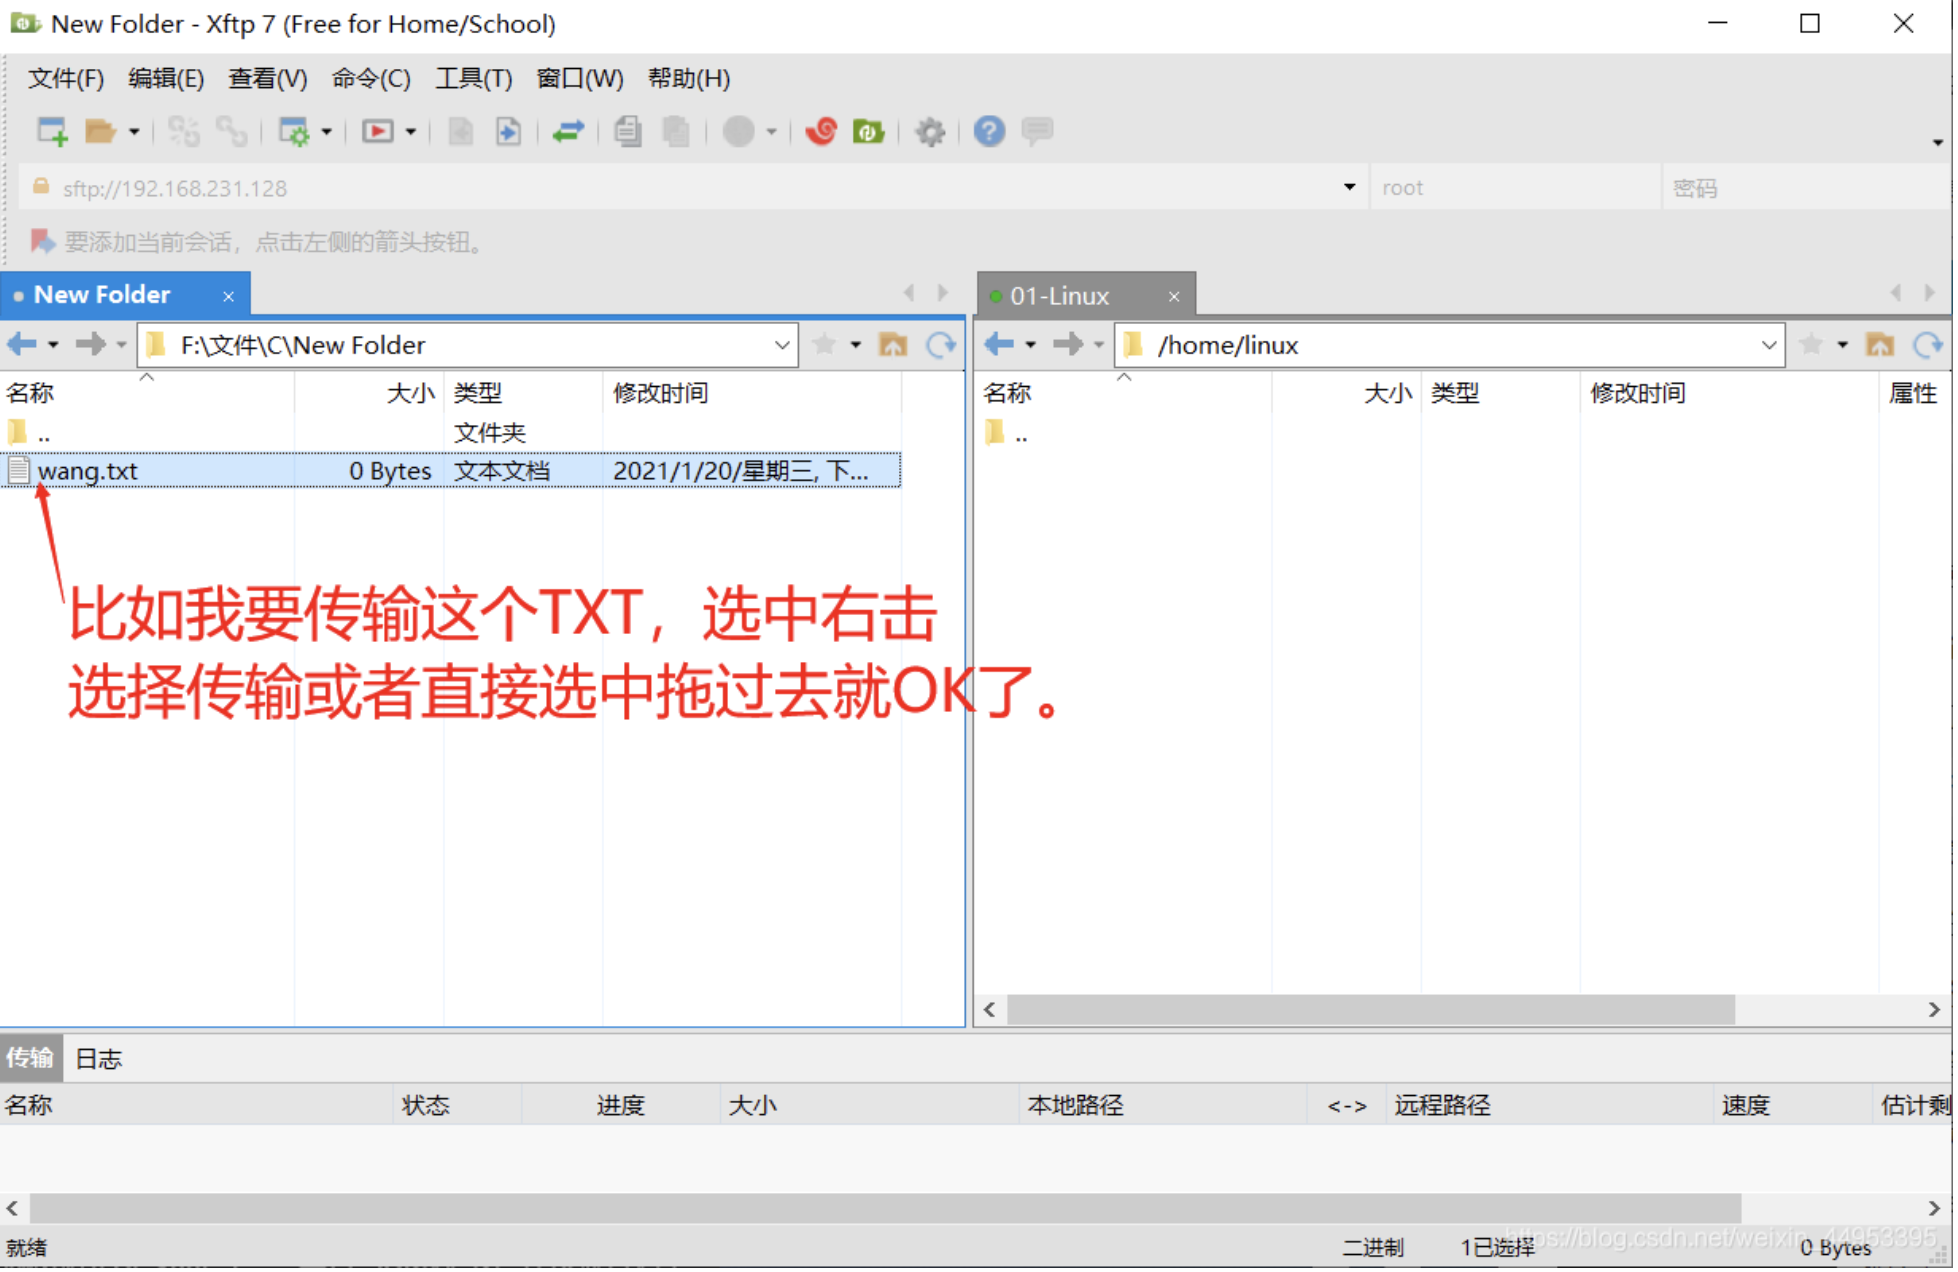 New Folder - Xftp 7 (Free for Home/School)
文件(F) 编辑(E) 查看(V) 命令(C) 工具(T) 窗口(W) 帮助(H)
sftp://192.168.231.128 root 密码
要添加当前会话，点击左侧的箭头按钮。
New Folder × 01-Linux ×
F:\文件\C\New Folder /home/linux
名称 大小 类型 修改时间 名称 大小 类型 修改时间 属性
.. 文件夹 ..
wang.txt 0 Bytes 文本文档 2021/1/20/星期三, 下...
比如我要传输这个TXT，选中右击
选择传输或者直接选中拖过去就OK了。
传输 日志
名称 状态 进度 大小 本地路径 <-> 远程路径 速度 估计剩
就绪 二进制 1已选择 0 Bytes
https://blog.csdn.net/weixin_44953395